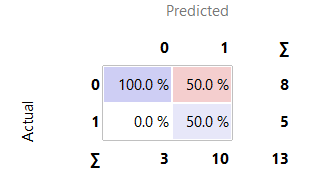 Predicted
0 1 ∑
0 100.0 % 50.0 % 8
Actual
1 0.0 % 50.0 % 5
∑ 3 10 13